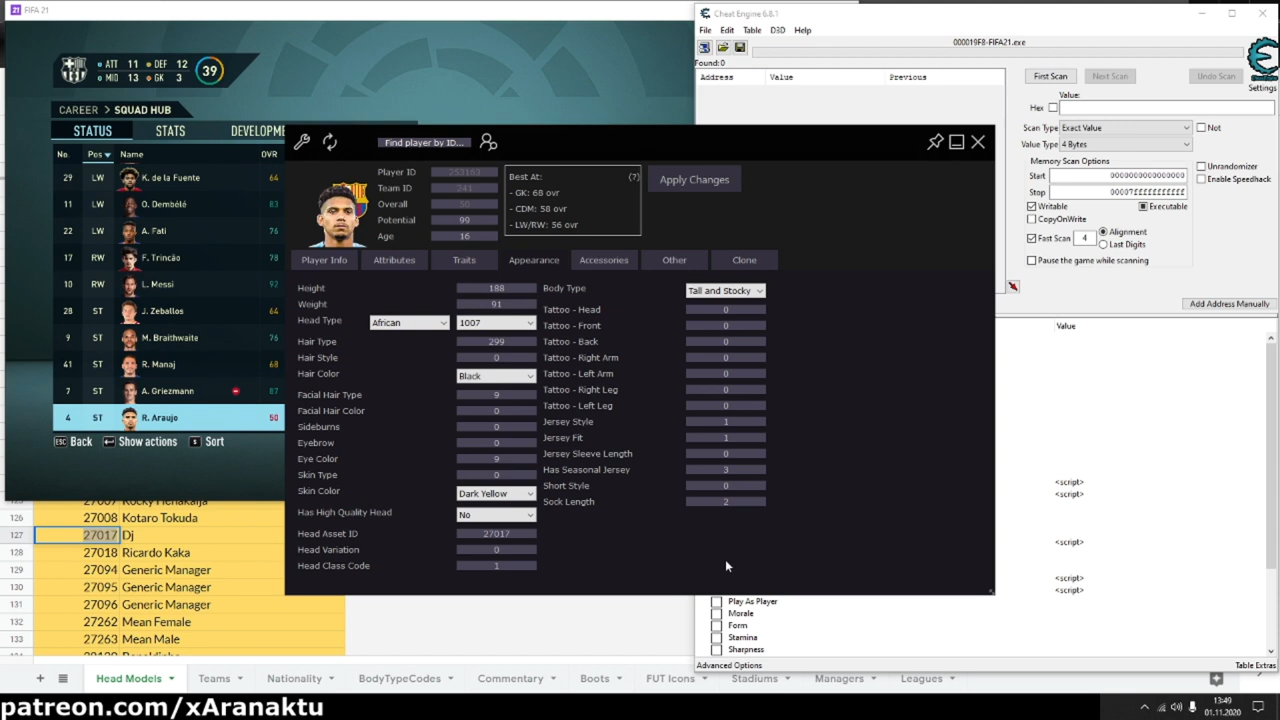 21 FIFA 21
ATT 11 DEF 12
MID 13 GK 3
39
CAREER SQUAD HUB
STATUS STATS DEVELOPME
No. Pos Name OVR
29 LW K. de la Fuente 64
11 LW O. Dembélé 83
22 LW A. Fati 76
17 RW F. Trincão 78
10 RW L. Messi 92
28 ST J. Zeballos 64
9 ST M. Braithwaite 76
41 ST R. Manaj 68
7 ST A. Griezmann 87
4 ST R. Araujo 50
ESC Back Show actions S Sort
126 27008 Kotaro Tokuda
127 27017 Dj
128 27018 Ricardo Kaka
129 27094 Generic Manager
130 27095 Generic Manager
131 27096 Generic Manager
132 27262 Mean Female
133 27263 Mean Male
Find player by ID...
Player ID 253163
Team ID 241
Overall 50
Potential 99
Age 16
Best At: (?)
- GK: 68 ovr
- CDM: 58 ovr
- LW/RW: 56 ovr
Apply Changes
Player Info Attributes Traits Appearance Accessories Other Clone
Height 188
Weight 91
Head Type African 1007
Hair Type 299
Hair Style 0
Hair Color Black
Facial Hair Type 9
Facial Hair Color 0
Sideburns 0
Eyebrow 0
Eye Color 9
Skin Type 0
Skin Color Dark Yellow
Has High Quality Head No
Head Asset ID 27017
Head Variation 0
Head Class Code 1
Body Type Tall and Stocky
Tattoo - Head 0
Tattoo - Front 0
Tattoo - Back 0
Tattoo - Right Arm 0
Tattoo - Left Arm 0
Tattoo - Right Leg 0
Tattoo - Left Leg 0
Jersey Style 1
Jersey Fit 1
Jersey Sleeve Length 0
Has Seasonal Jersey 3
Short Style 0
Sock Length 2
Cheat Engine 6.8.1
File Edit Table D3D Help
000019F8-FIFA21.exe
Found: 0
Address Value Previous
First Scan Next Scan Undo Scan
Settings
Value:
Hex
Scan Type Exact Value Not
Value Type 4 Bytes
Memory Scan Options
Start 0000000000000000
Stop 00007fffffffffff
Writable Executable
CopyOnWrite
Fast Scan 4 Alignment
Last Digits
Pause the game while scanning
Unrandomizer
Enable Speedhack
Add Address Manually
Value
<script>
<script>
<script>
<script>
<script>
Play As Player
Morale
Form
Stamina
Sharpness
Advanced Options Table Extras
Head Models Teams Nationality BodyTypeCodes Commentary Boots FUT Icons Stadiums Managers Leagues
patreon.com/xAranaktu
13:49
01.11.2020